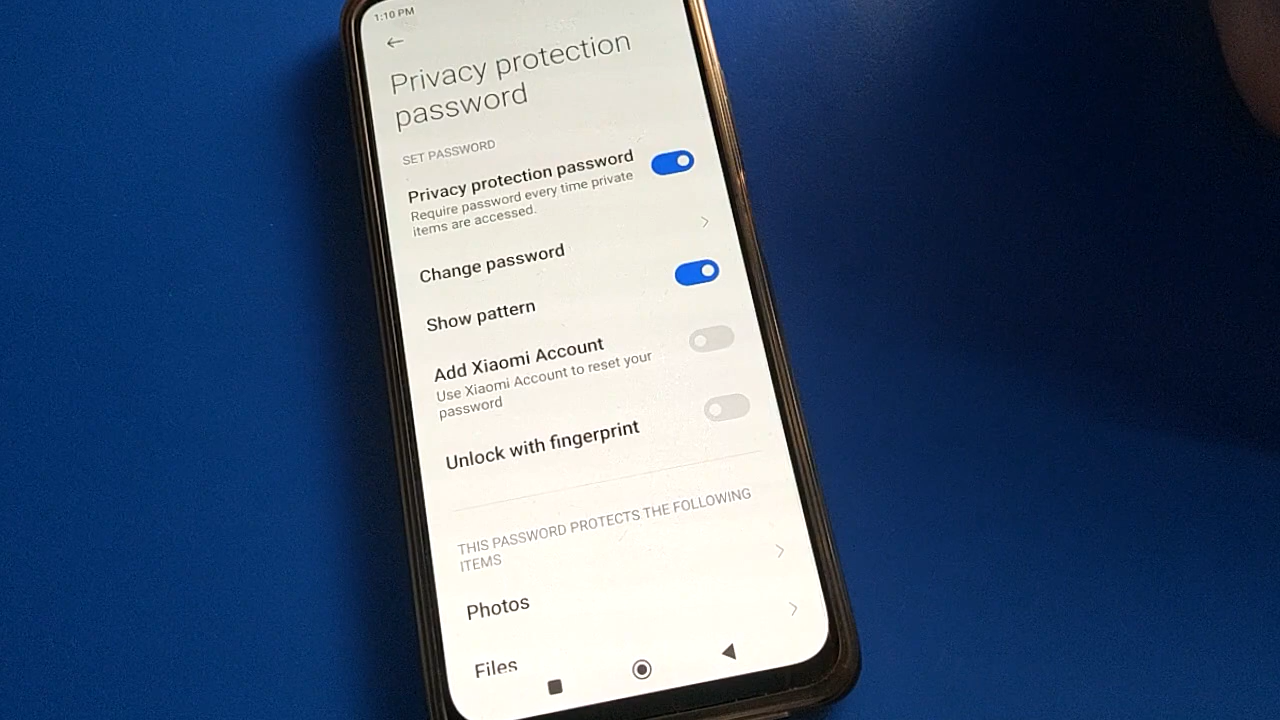 1:10 PM
Privacy protection
password
SET PASSWORD
Privacy protection password
Require password every time private
items are accessed.
Change password
Show pattern
Add Xiaomi Account
Use Xiaomi Account to reset your
password
Unlock with fingerprint
THIS PASSWORD PROTECTS THE FOLLOWING
ITEMS
Photos
Files